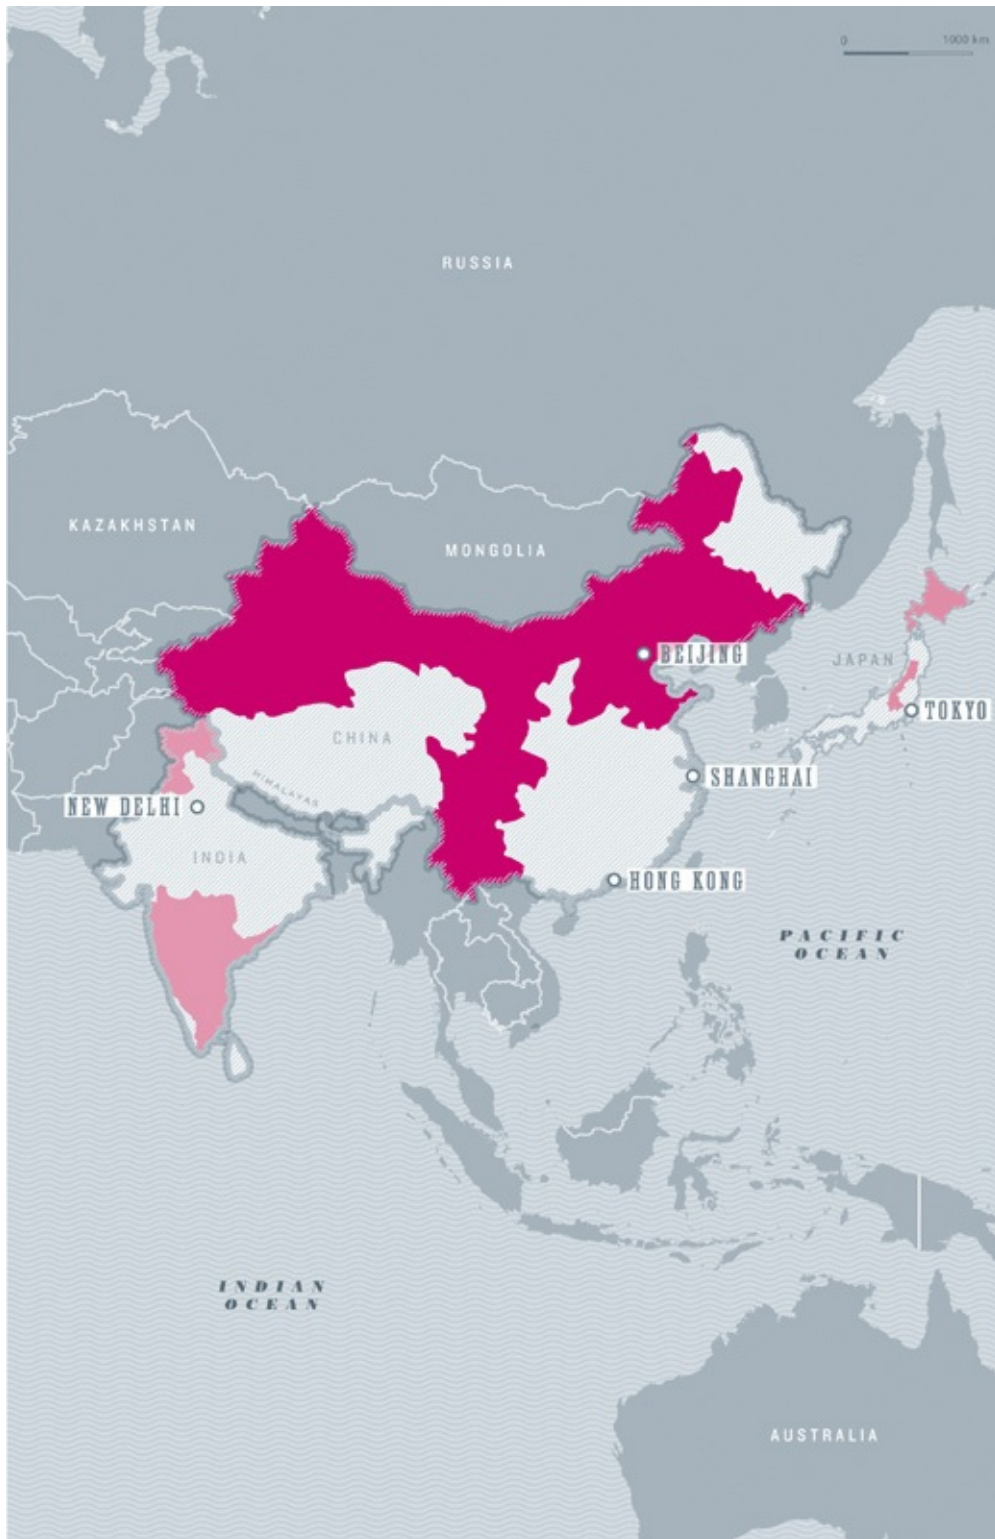 0 1000 km
RUSSIA
KAZAKHSTAN
MONGOLIA
BEIJING
JAPAN
TOKYO
CHINA
SHANGHAI
HIMALAYAS
NEW DELHI
INDIA
HONG KONG
PACIFIC
OCEAN
INDIAN
OCEAN
AUSTRALIA